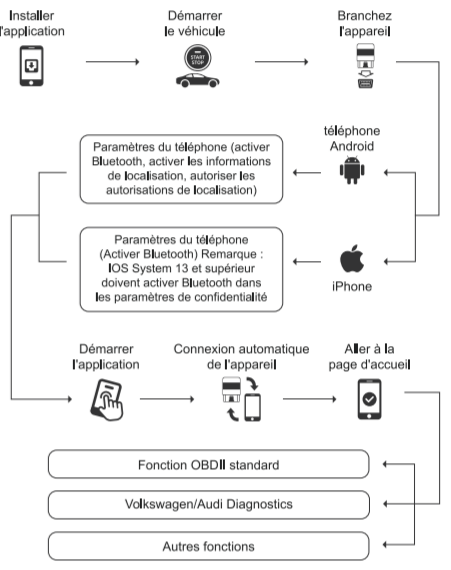 Installer
l'application
Démarrer
le véhicule
START
STOP
Branchez
l'appareil
téléphone
Android
Paramètres du téléphone (activer
Bluetooth, activer les informations
de localisation, autoriser les
autorisations de localisation)
Paramètres du téléphone
(Activer Bluetooth) Remarque :
IOS System 13 et supérieur
doivent activer Bluetooth dans
les paramètres de confidentialité
iPhone
Démarrer
l'application
Connexion automatique
de l'appareil
Aller à la
page d'accueil
Fonction OBDII standard
Volkswagen/Audi Diagnostics
Autres fonctions